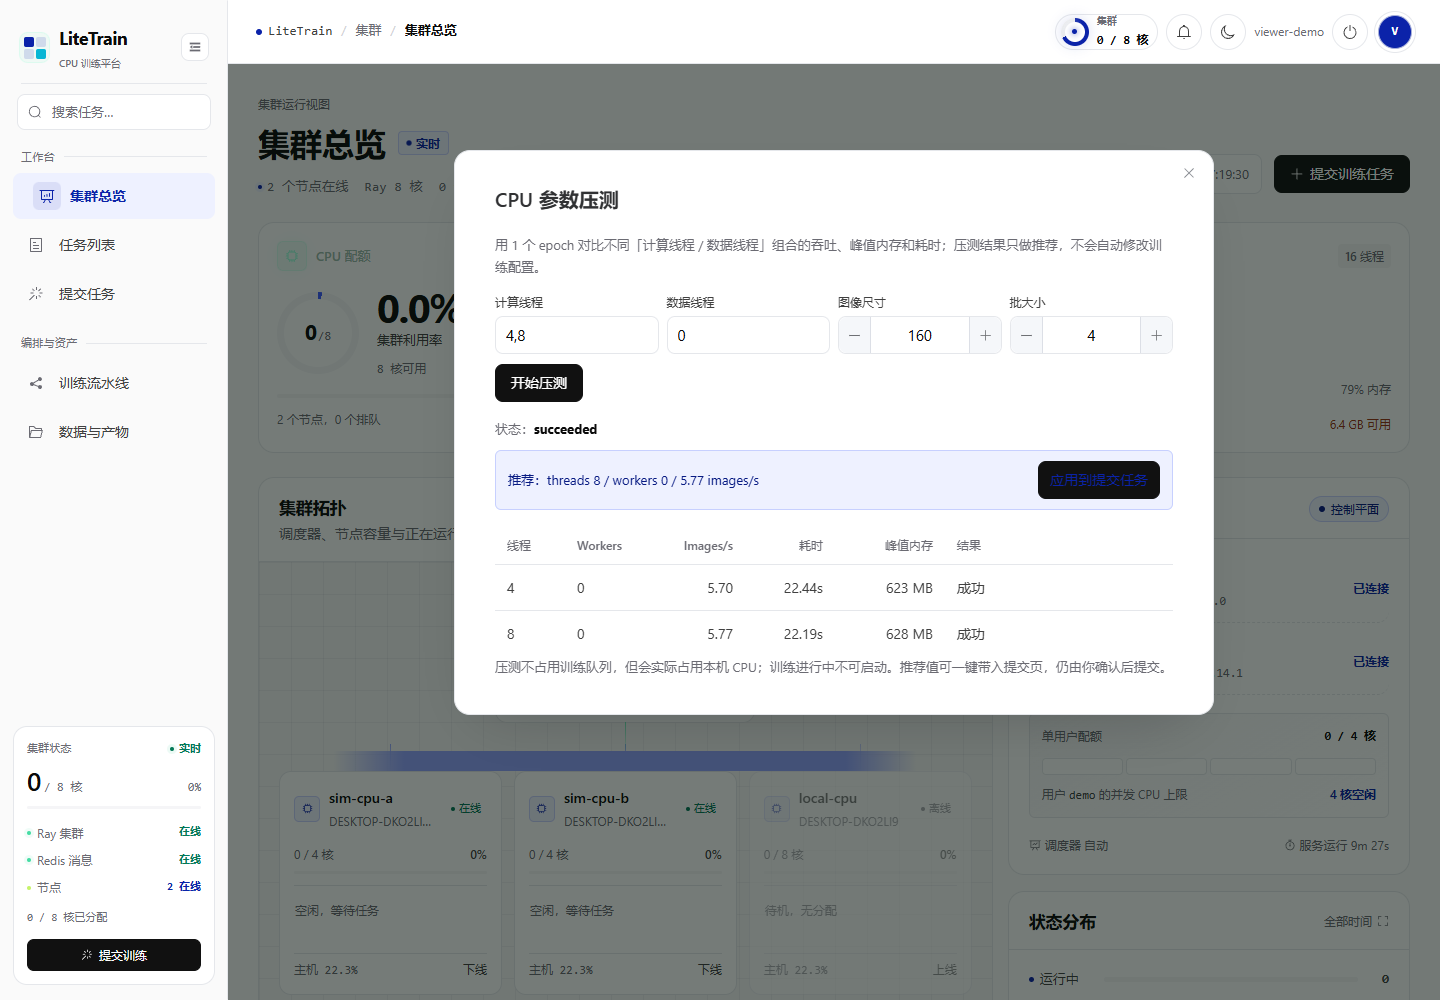 LiteTrain
CPU 训练平台
搜索任务...
工作台
集群总览
任务列表
提交任务
编排与资产
训练流水线
数据与产物
集群状态
实时
0 / 8 核
0%
Ray 集群
在线
Redis 消息
在线
节点
2 在线
0 / 8 核已分配
提交训练
LiteTrain / 集群 / 集群总览
集群
0 / 8 核
viewer-demo
V
集群运行视图
集群总览
实时
2 个节点在线 Ray 8 核 0
:19:30
提交训练任务
CPU 配额
0/8
0.0%
集群利用率
8 核可用
2 个节点，0 个排队
16 线程
79% 内存
6.4 GB 可用
CPU 参数压测
用 1 个 epoch 对比不同「计算线程 / 数据线程」组合的吞吐、峰值内存和耗时；压测结果只做推荐，不会自动修改训
练配置。
计算线程
数据线程
图像尺寸
批大小
4,8
0
160
4
开始压测
状态：succeeded
推荐：threads 8 / workers 0 / 5.77 images/s
应用到提交任务
线程 Workers Images/s 耗时 峰值内存 结果
4 0 5.70 22.44s 623 MB 成功
8 0 5.77 22.19s 628 MB 成功
压测不占用训练队列，但会实际占用本机 CPU；训练进行中不可启动。推荐值可一键带入提交页，仍由你确认后提交。
集群拓扑
调度器、节点容量与正在运行
sim-cpu-a
DESKTOP-DKO2LI...
在线
0 / 4 核
0%
空闲，等待任务
主机 22.3%
下线
sim-cpu-b
DESKTOP-DKO2LI...
在线
0 / 4 核
0%
空闲，等待任务
主机 22.3%
下线
local-cpu
DESKTOP-DKO2LI9
离线
0 / 8 核
0%
待机，无分配
主机 22.3%
上线
控制平面
已连接
.0
已连接
14.1
单用户配额
0 / 4 核
用户 demo 的并发 CPU 上限
4 核空闲
调度器 自动
服务运行 9m 27s
状态分布
全部时间
运行中
0